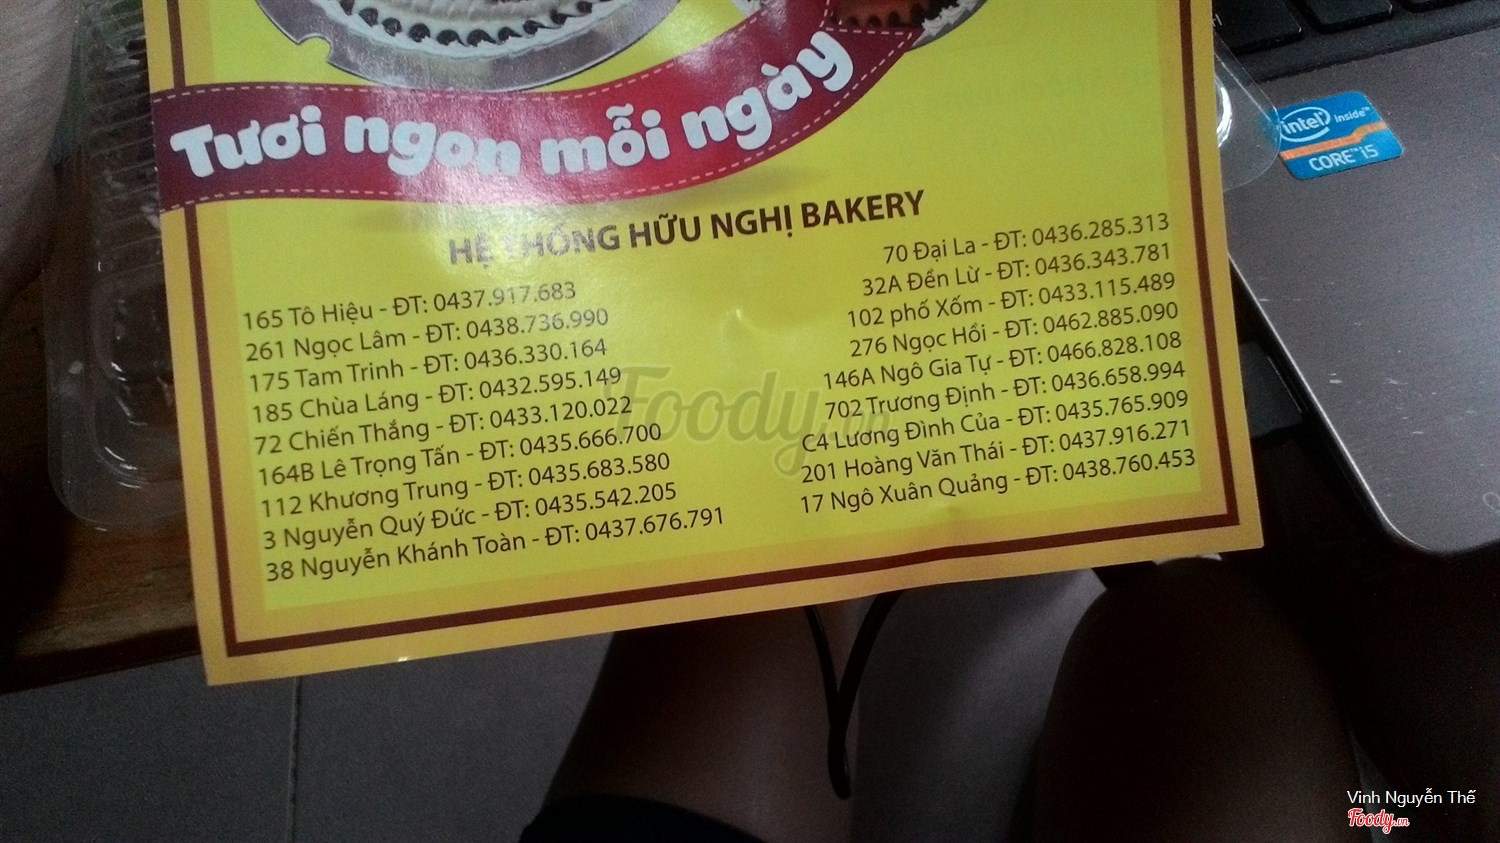 Tươi ngon mỗi ngày
HỆ THỐNG HỮU NGHỊ BAKERY
165 Tô Hiệu - ĐT: 0437.917.683
261 Ngọc Lâm - ĐT: 0438.736.990
175 Tam Trinh - ĐT: 0436.330.164
185 Chùa Láng - ĐT: 0432.595.149
72 Chiến Thắng - ĐT: 0433.120.022
164B Lê Trọng Tấn - ĐT: 0435.666.700
112 Khương Trung - ĐT: 0435.683.580
3 Nguyễn Quý Đức - ĐT: 0435.542.205
38 Nguyễn Khánh Toàn - ĐT: 0437.676.791
70 Đại La - ĐT: 0436.285.313
32A Đền Lừ - ĐT: 0436.343.781
102 phố Xốm - ĐT: 0433.115.489
276 Ngọc Hồi - ĐT: 0462.885.090
146A Ngô Gia Tự - ĐT: 0466.828.108
702 Trương Định - ĐT: 0436.658.994
C4 Lương Đình Của - ĐT: 0435.765.909
201 Hoàng Văn Thái - ĐT: 0437.916.271
17 Ngô Xuân Quảng - ĐT: 0438.760.453
intel inside™
CORE™ i5
Foody.vn
Vinh Nguyễn Thế
Foody.vn